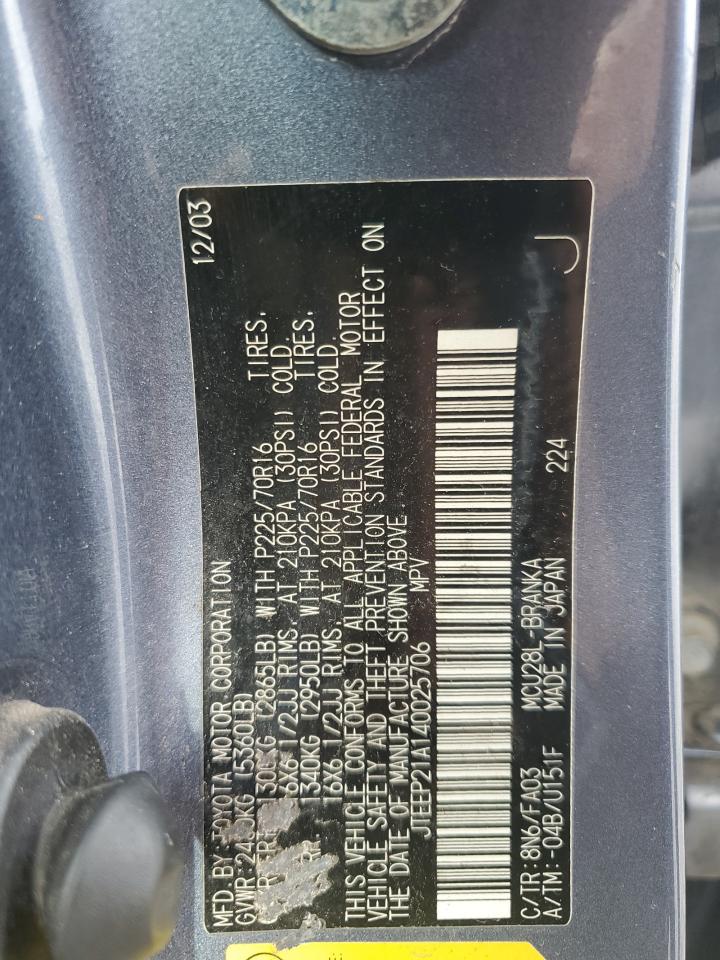 MFD. BY: TOYOTA MOTOR CORPORATION 12/03
GVWR: KG (5360LB)
KG (2865LB) WITH P225/70R16 TIRES,
16X6 1/2JJ RIMS, AT 210KPA (30PSI) COLD.
1340KG (2950LB) WITH P225/70R16 TIRES,
16X6 1/2JJ RIMS, AT 210KPA (30PSI) COLD.
THIS VEHICLE CONFORMS TO ALL APPLICABLE FEDERAL MOTOR
VEHICLE SAFETY AND THEFT PREVENTION STANDARDS IN EFFECT ON
THE DATE OF MANUFACTURE SHOWN ABOVE.
JTEEP21A140025706 MPV
C/TR: 8N6/FA03 MCU28L-BRANKA
A/TM: -04B/U151F MADE IN JAPAN 224 J